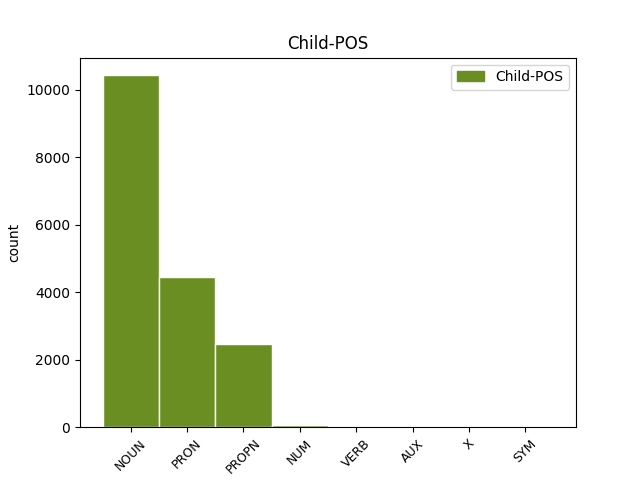 Child-POS
Child-POS
10000
8000
6000
4000
2000
0
count
NOUN
PRON
PROPN
NUM
VERB
AUX
X
SYM